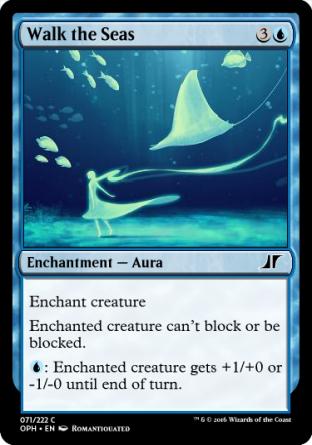 Walk the Seas 3
Enchantment — Aura
Enchant creature
Enchanted creature can't block or be
blocked.
: Enchanted creature gets +1/+0 or
-1/-0 until end of turn.
071/222 C
OPH • EN Romantiquated ™ & © 2016 Wizards of the Coast